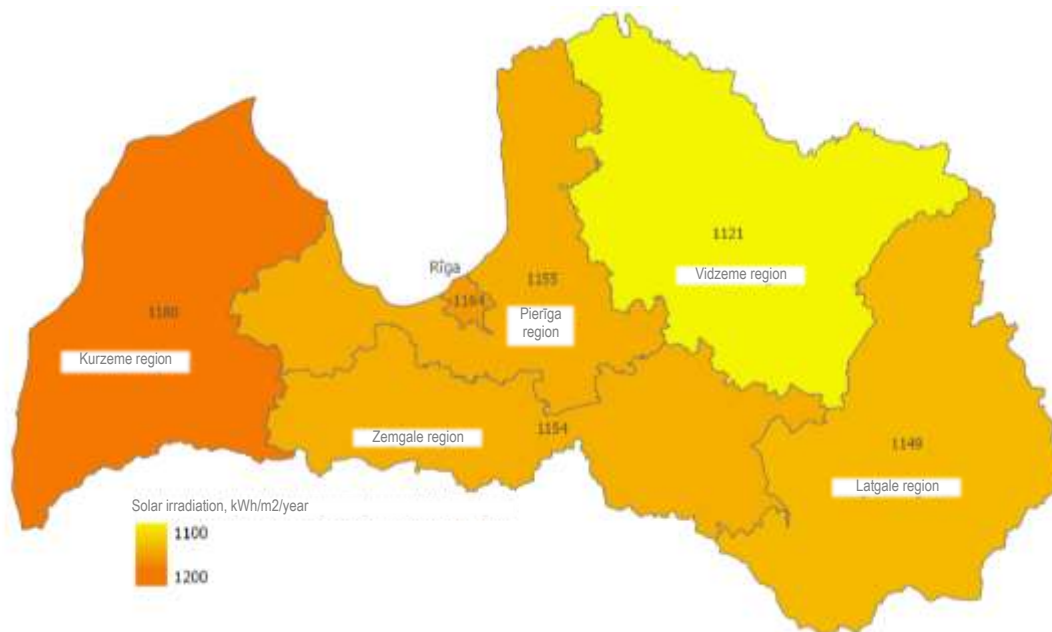 1121
Vidzeme region
Rīga
1164
1155
Pierīga
region
1180
Kurzeme region
Zemgale region
1154
1149
Latgale region
Solar irradiation, kWh/m2/year
1100
1200